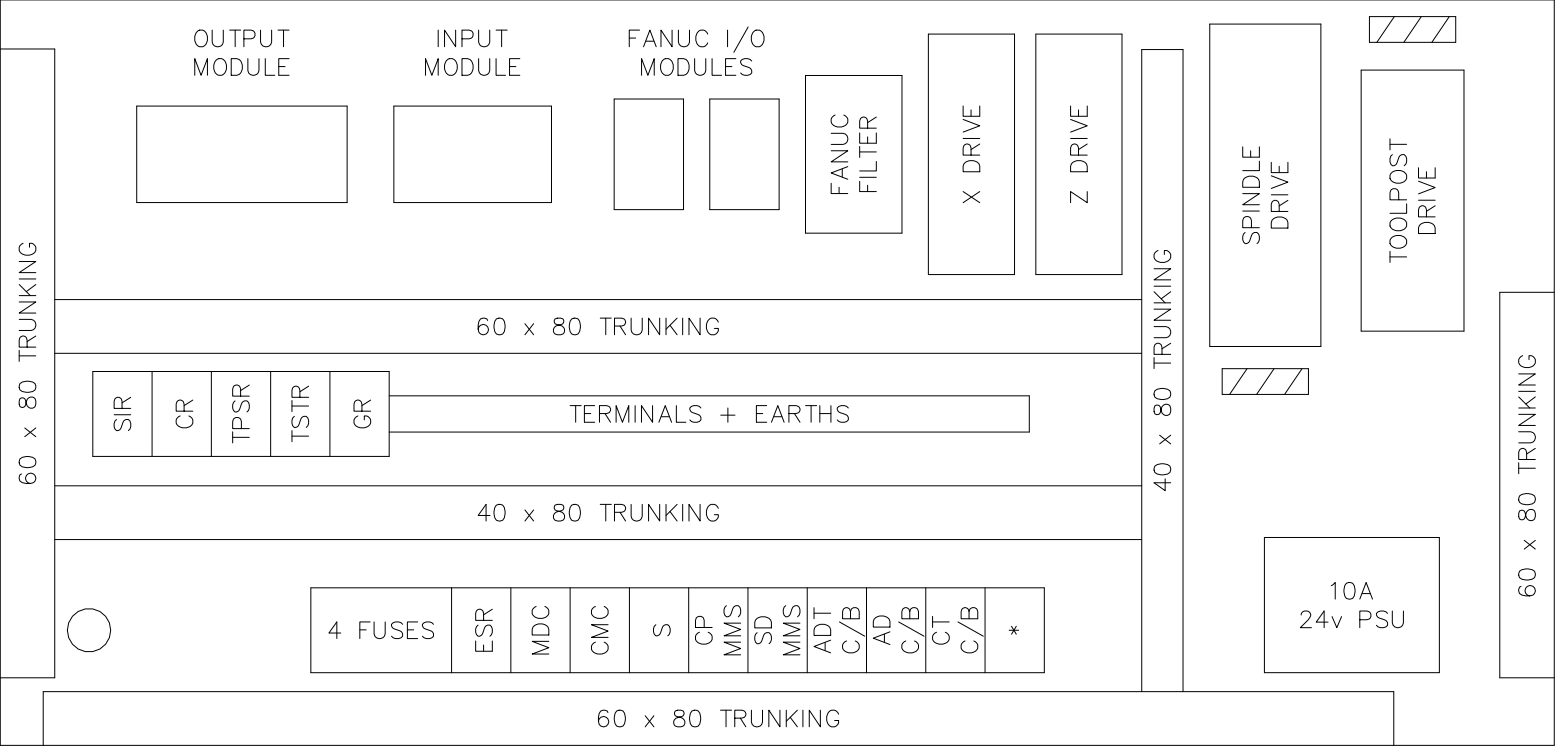 OUTPUT
MODULE
INPUT
MODULE
FANUC I/O
MODULES
FANUC
FILTER
X DRIVE
Z DRIVE
SPINDLE
DRIVE
TOOLPOST
DRIVE
60 x 80 TRUNKING
60 x 80 TRUNKING
40 x 80 TRUNKING
SIR
CR
TPSR
TSTR
GR
TERMINALS + EARTHS
40 x 80 TRUNKING
60 x 80 TRUNKING
4 FUSES
ESR
MDC
CMC
S
CP
MMS
SD
MMS
ADT
C/B
AD
C/B
CT
C/B
*
10A
24v PSU
60 x 80 TRUNKING